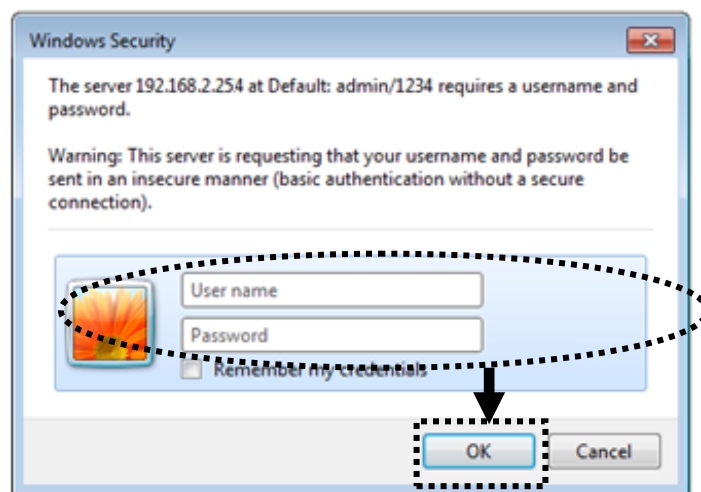 Windows Security
The server 192.168.2.254 at Default: admin/1234 requires a username and
password.
Warning: This server is requesting that your username and password be
sent in an insecure manner (basic authentication without a secure
connection).
User name
Password
Remember my credentials
OK
Cancel